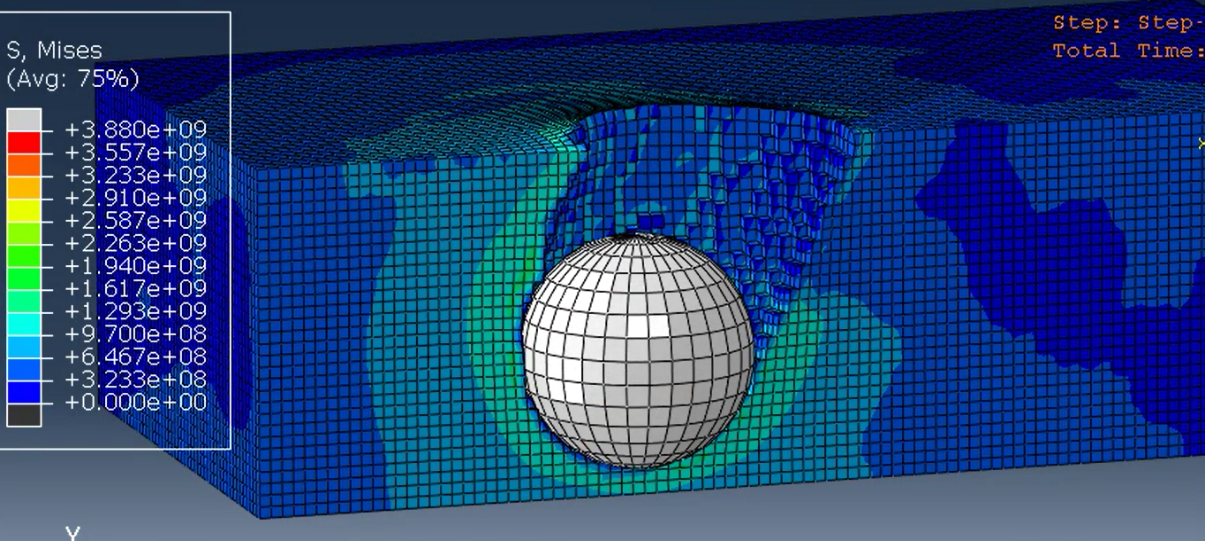 S, Mises
(Avg: 75%)
+3.880e+09
+3.557e+09
+3.233e+09
+2.910e+09
+2.587e+09
+2.263e+09
+1.940e+09
+1.617e+09
+1.293e+09
+9.700e+08
+6.467e+08
+3.233e+08
+0.000e+00
Step: Step-
Total Time:
Y